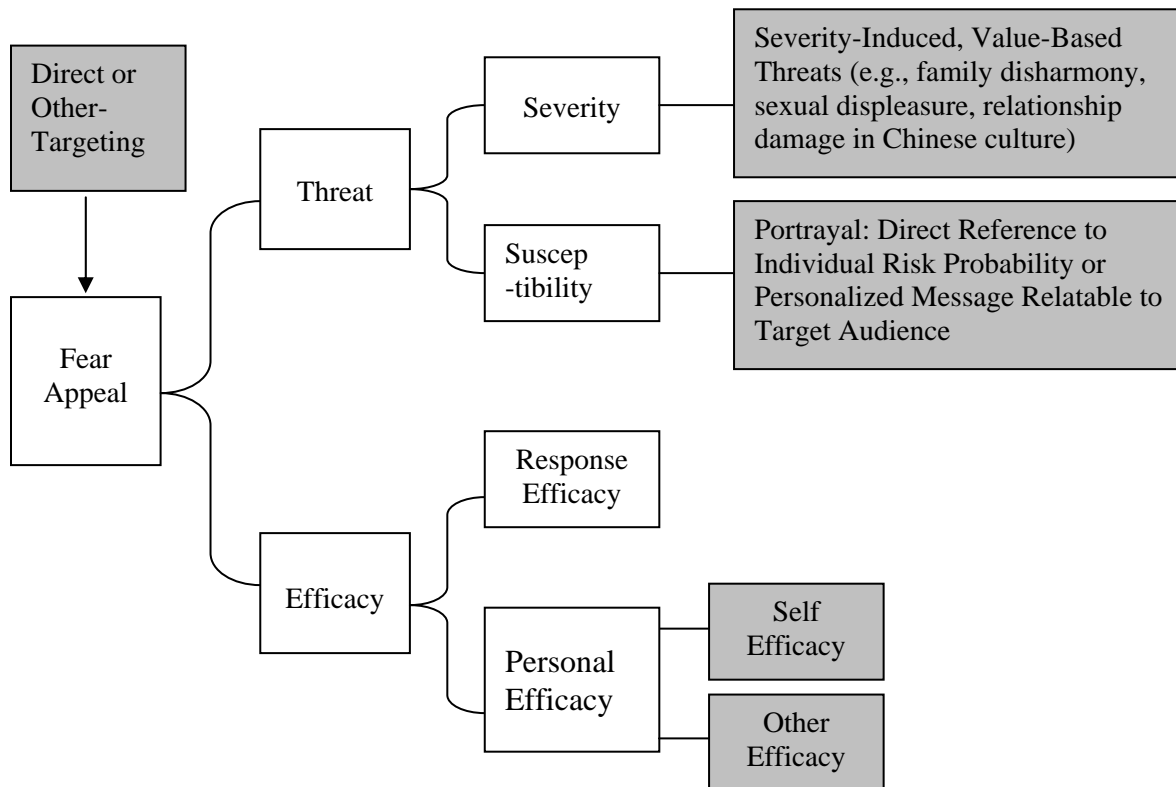 Direct or
Other-
Targeting
Fear
Appeal
Threat
Severity
Severity-Induced, Value-Based
Threats (e.g., family disharmony,
sexual displeasure, relationship
damage in Chinese culture)
Suscep
-tibility
Portrayal: Direct Reference to
Individual Risk Probability or
Personalized Message Relatable to
Target Audience
Efficacy
Response
Efficacy
Personal
Efficacy
Self
Efficacy
Other
Efficacy